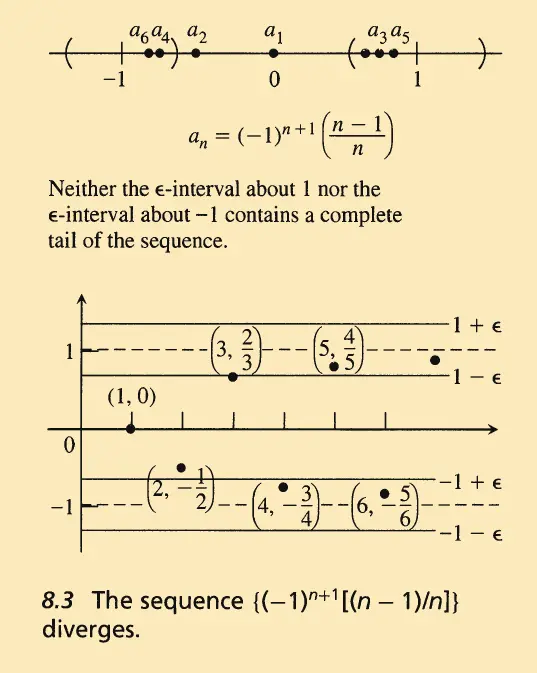 a₆ a₄ a₂ a₁ a₃ a₅
−1 0 1
aₙ = (−1)ⁿ⁺¹ ((n − 1)/n)
Neither the ϵ-interval about 1 nor the
ϵ-interval about −1 contains a complete
tail of the sequence.
1 + ϵ
1 (3, 2/3) (5, 4/5)
1 − ϵ
(1, 0)
0
−1 + ϵ
(2, −1/2)
−1 (4, −3/4) (6, −5/6)
−1 − ϵ
8.3 The sequence {(−1)ⁿ⁺¹[(n − 1)/n]}
diverges.